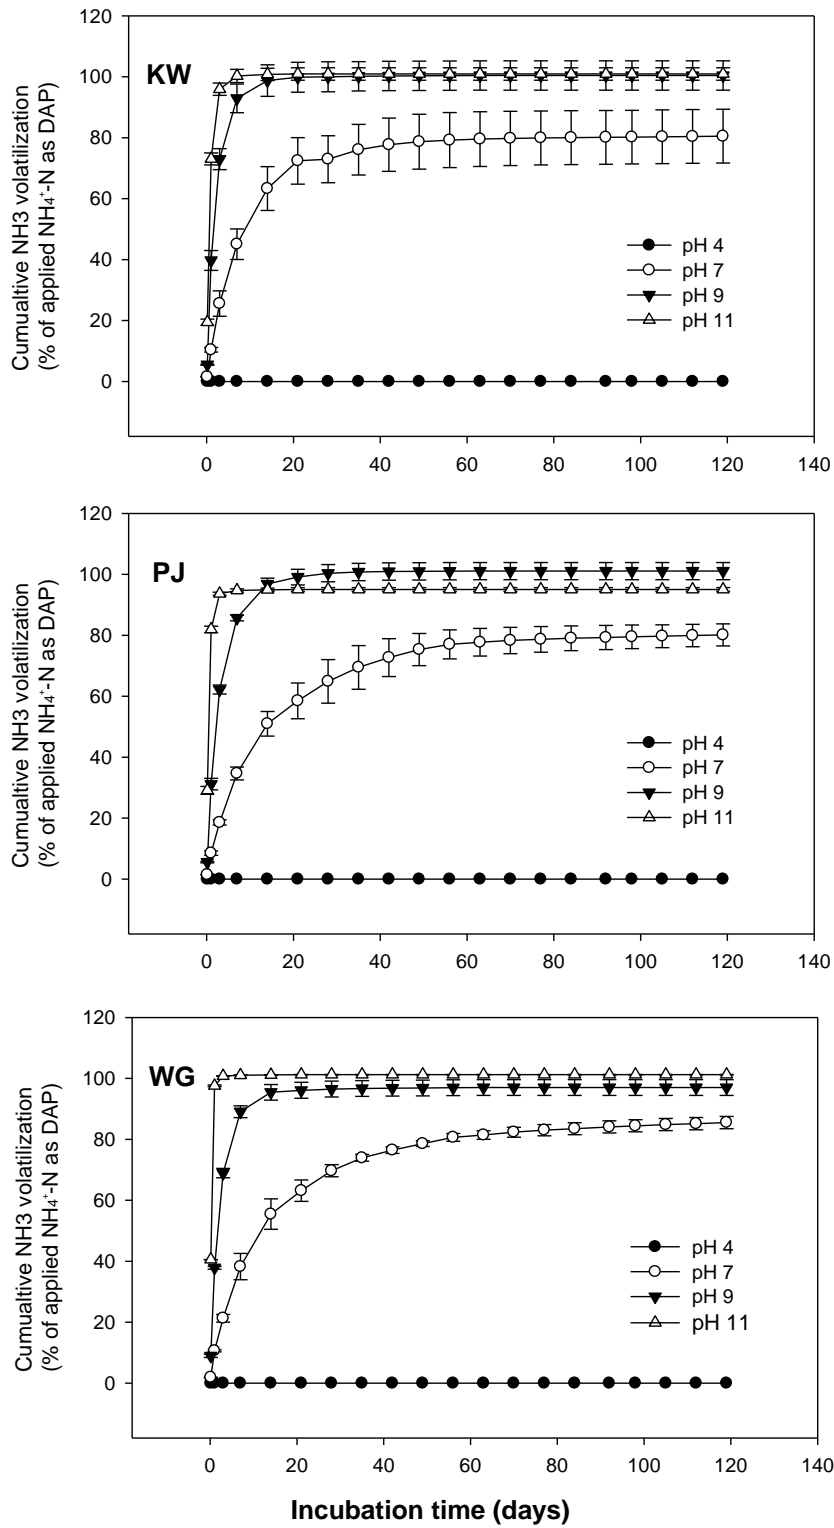 Cumualtive NH3 volatilization
(% of applied NH₄⁺-N as DAP)
120
100
80
60
40
20
0
KW
pH 4
pH 7
pH 9
pH 11
0 20 40 60 80 100 120 140
Cumualtive NH3 volatilization
(% of applied NH₄⁺-N as DAP)
120
100
80
60
40
20
0
PJ
pH 4
pH 7
pH 9
pH 11
0 20 40 60 80 100 120 140
Cumualtive NH3 volatilization
(% of applied NH₄⁺-N as DAP)
120
100
80
60
40
20
0
WG
pH 4
pH 7
pH 9
pH 11
0 20 40 60 80 100 120 140
Incubation time (days)